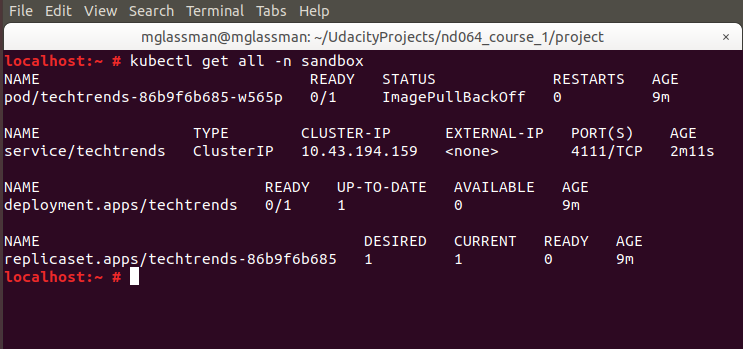 File Edit View Search Terminal Tabs Help
mglassman@mglassman: ~/UdacityProjects/nd064_course_1/project ×
localhost:~ # kubectl get all -n sandbox
NAME READY STATUS RESTARTS AGE
pod/techtrends-86b9f6b685-w565p 0/1 ImagePullBackOff 0 9m
NAME TYPE CLUSTER-IP EXTERNAL-IP PORT(S) AGE
service/techtrends ClusterIP 10.43.194.159 <none> 4111/TCP 2m11s
NAME READY UP-TO-DATE AVAILABLE AGE
deployment.apps/techtrends 0/1 1 0 9m
NAME DESIRED CURRENT READY AGE
replicaset.apps/techtrends-86b9f6b685 1 1 0 9m
localhost:~ #